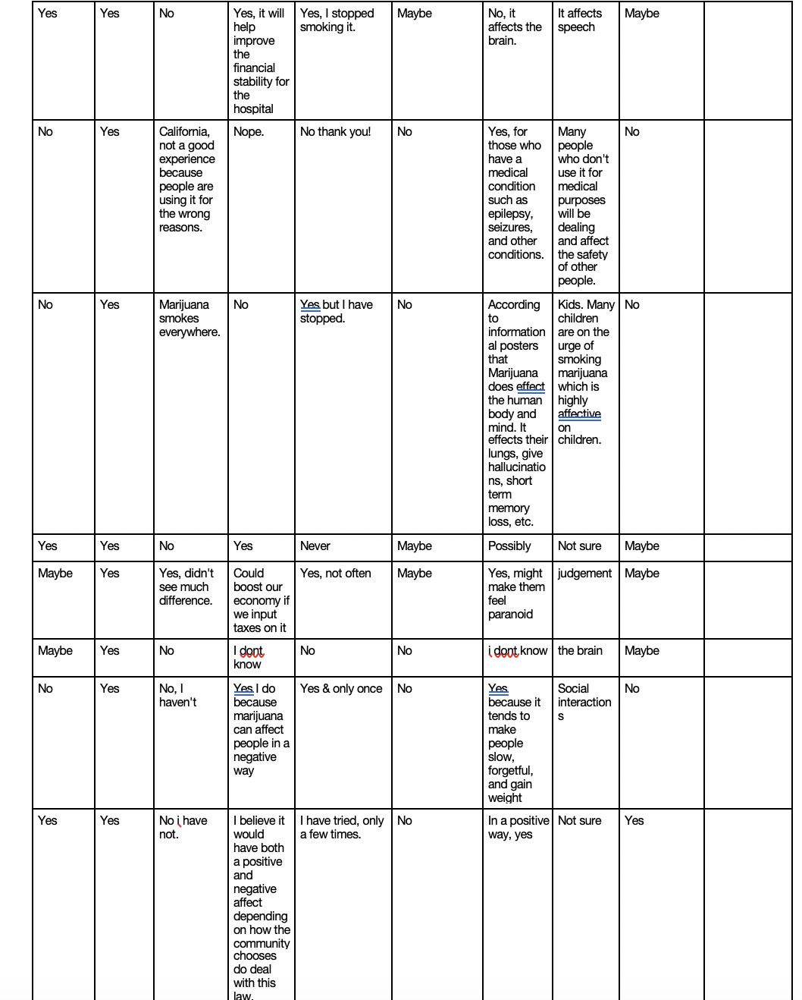 Yes
Yes
No
Yes, it will
help
improve
the
financial
stability for
the
hospital
Yes, I stopped
smoking it.
Maybe
No, it
affects the
brain.
It affects
speech
Maybe
No
Yes
California,
not a good
experience
because
people are
using it for
the wrong
reasons.
Nope.
No thank you!
No
Yes, for
those who
have a
medical
condition
such as
epilepsy,
seizures,
and other
conditions.
Many
people
who don't
use it for
medical
purposes
will be
dealing
and affect
the safety
of other
people.
No
No
Yes
Marijuana
smokes
everywhere.
No
Yes but I have
stopped.
No
According
to
information
al posters
that
Marijuana
does effect
the human
body and
mind. It
effects their
lungs, give
hallucinatio
ns, short
term
memory
loss, etc.
Kids. Many
children
are on the
urge of
smoking
marijuana
which is
highly
affective
on
children.
No
Yes
Yes
No
Yes
Never
Maybe
Possibly
Not sure
Maybe
Maybe
Yes
Yes, didn't
see much
difference.
Could
boost our
economy if
we input
taxes on it
Yes, not often
Maybe
Yes, might
make them
feel
paranoid
judgement
Maybe
Maybe
Yes
No
I dont
know
No
No
i dont know
the brain
Maybe
No
Yes
No, I
haven't
Yes I do
because
marijuana
can affect
people in a
negative
way
Yes & only once
No
Yes
because it
tends to
make
people
slow,
forgetful,
and gain
weight
Social
interaction
s
No
Yes
Yes
No i have
not.
I believe it
would
have both
a positive
and
negative
affect
depending
on how the
community
chooses
do deal
with this
law.
I have tried, only
a few times.
No
In a positive
way, yes
Not sure
Yes